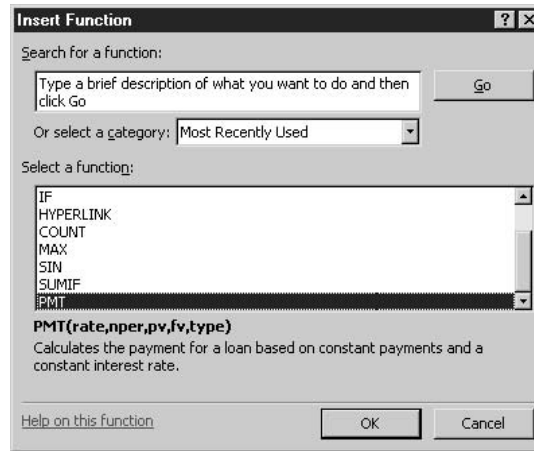 Insert Function
Search for a function:
Type a brief description of what you want to do and then
click Go
Go
Or select a category: Most Recently Used
Select a function:
IF
HYPERLINK
COUNT
MAX
SIN
SUMIF
PMT
PMT(rate,nper,pv,fv,type)
Calculates the payment for a loan based on constant payments and a
constant interest rate.
Help on this function
OK
Cancel